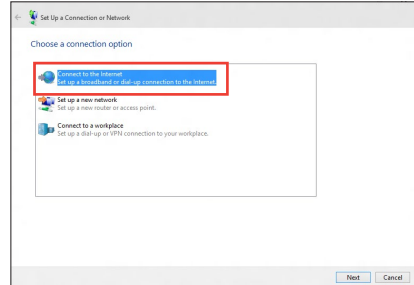 Set Up a Connection or Network
Choose a connection option
Connect to the Internet
Set up a broadband or dial-up connection to the Internet.
Set up a new network
Set up a new router or access point.
Connect to a workplace
Set up a dial-up or VPN connection to your workplace.
Next Cancel